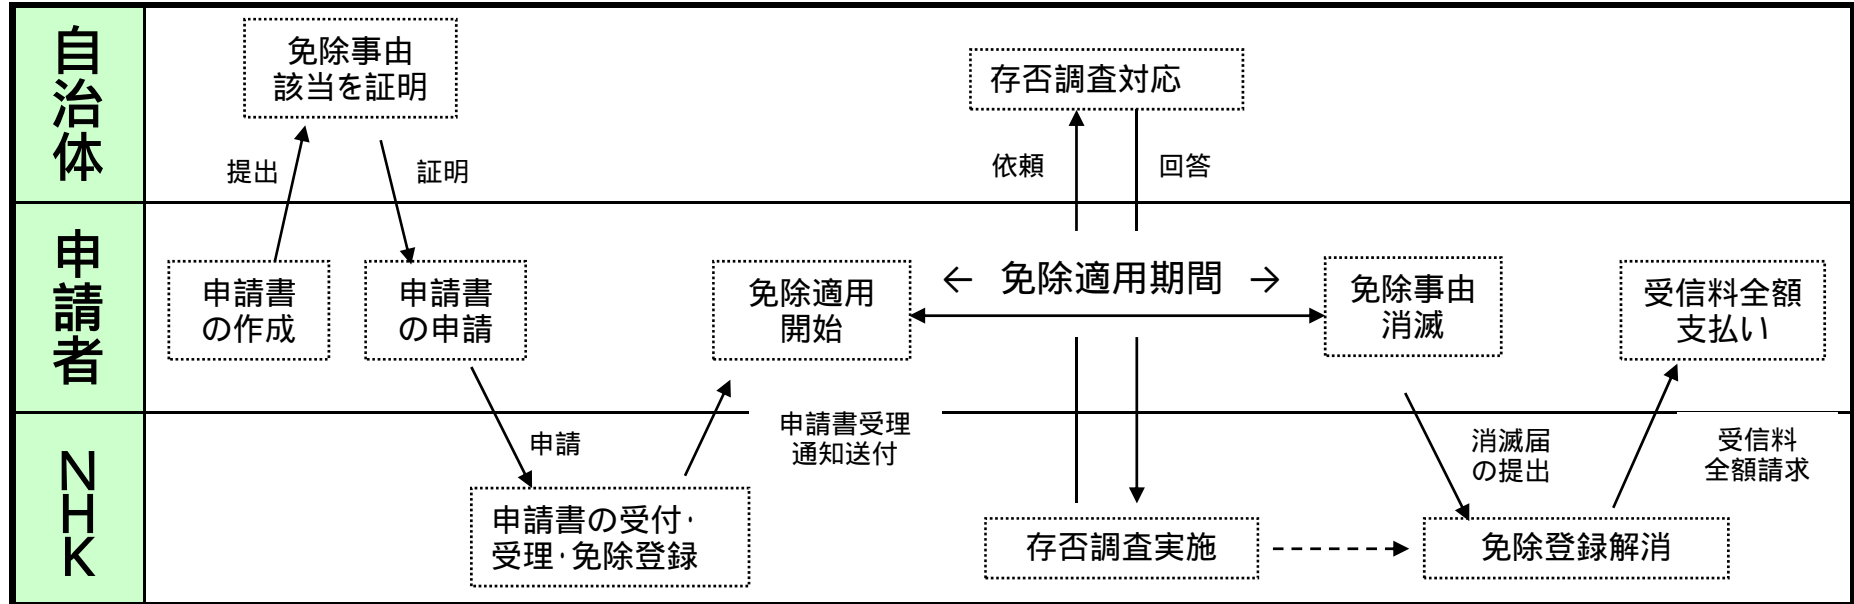 自治体
免除事由
該当を証明
存否調査対応
提出
証明
依頼
回答
申請者
申請書
の作成
申請書
の申請
免除適用
開始
← 免除適用期間 →
免除事由
消滅
受信料全額
支払い
NHK
申請
申請書受理
通知送付
消滅届
の提出
受信料
全額請求
申請書の受付・
受理・免除登録
存否調査実施
免除登録解消